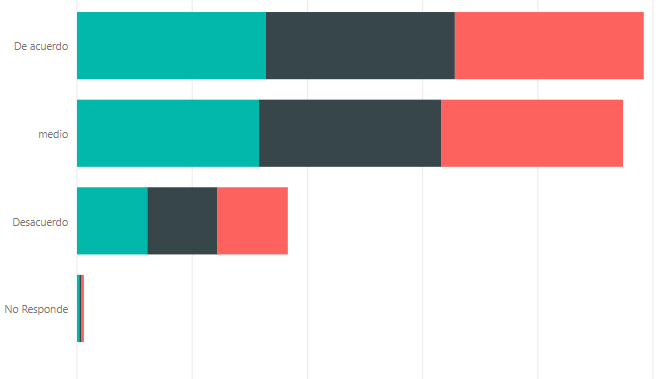 De acuerdo
medio
Desacuerdo
No Responde